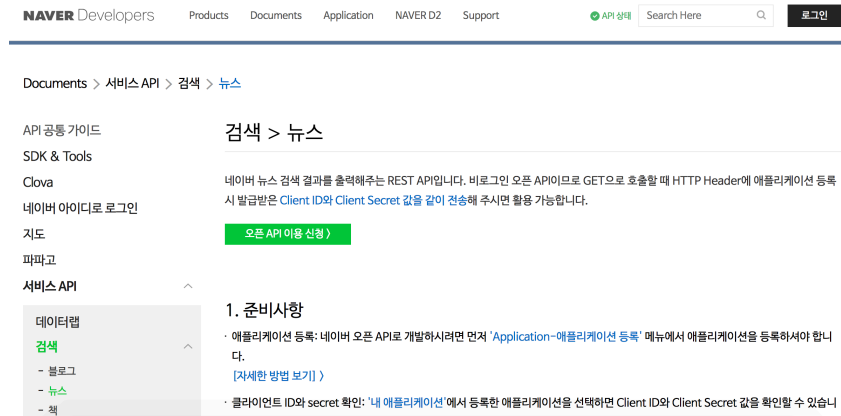 NAVER Developers Products Documents Application NAVER D2 Support API 상태 Search Here 로그인
Documents > 서비스 API > 검색 > 뉴스
API 공통 가이드
SDK & Tools
Clova
네이버 아이디로 로그인
지도
파파고
서비스 API
데이터랩
검색
- 블로그
- 뉴스
- 책
검색 > 뉴스
네이버 뉴스 검색 결과를 출력해주는 REST API입니다. 비로그인 오픈 API이므로 GET으로 호출할 때 HTTP Header에 애플리케이션 등록
시 발급받은 Client ID와 Client Secret 값을 같이 전송해 주시면 활용 가능합니다.
오픈 API 이용 신청 〉
1. 준비사항
· 애플리케이션 등록: 네이버 오픈 API로 개발하시려면 먼저 'Application-애플리케이션 등록' 메뉴에서 애플리케이션을 등록하셔야 합니
다.
[자세한 방법 보기] 〉
· 클라이언트 ID와 secret 확인: '내 애플리케이션'에서 등록한 애플리케이션을 선택하면 Client ID와 Client Secret 값을 확인할 수 있습니